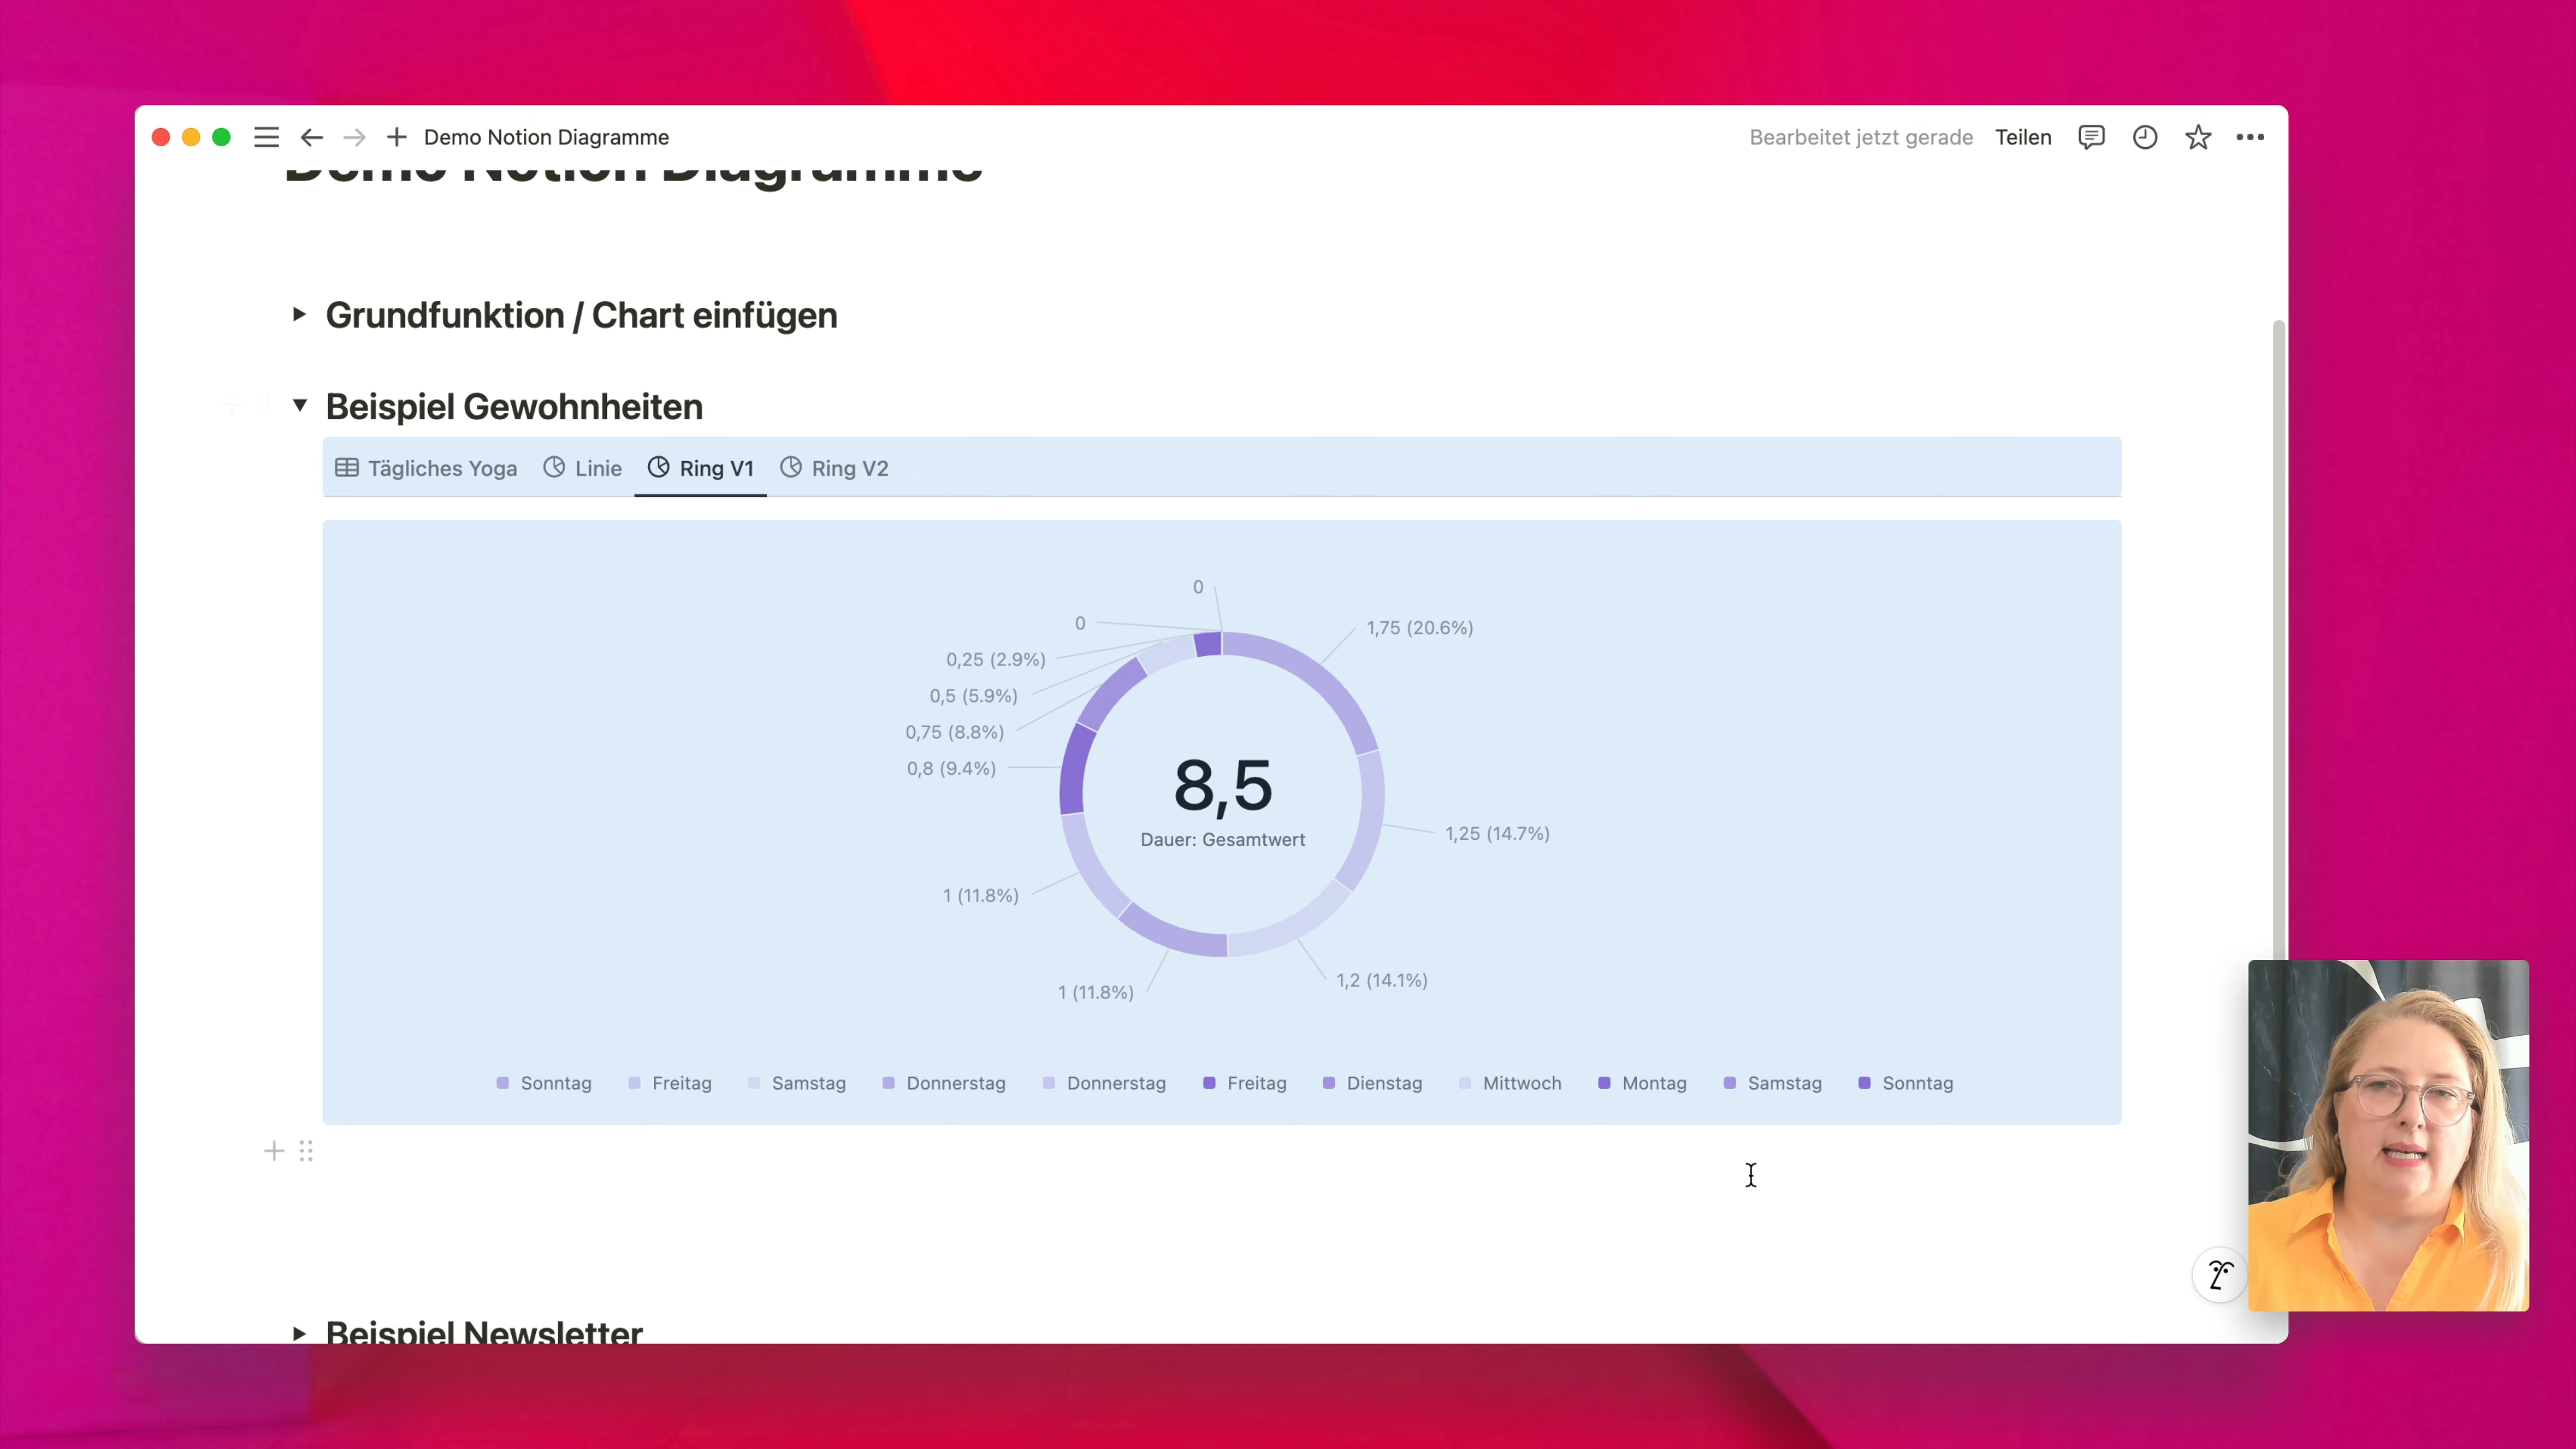 Demo Notion Diagramme
Bearbeitet jetzt gerade
Teilen
Demo Notion Diagramme
Grundfunktion / Chart einfügen
Beispiel Gewohnheiten
Tägliches Yoga
Linie
Ring V1
Ring V2
0
0
1,75 (20.6%)
0,25 (2.9%)
0,5 (5.9%)
0,75 (8.8%)
0,8 (9.4%)
8,5
Dauer: Gesamtwert
1,25 (14.7%)
1 (11.8%)
1,2 (14.1%)
1 (11.8%)
Sonntag Freitag Samstag Donnerstag Donnerstag Freitag Dienstag Mittwoch Montag Samstag Sonntag
Beispiel Newsletter